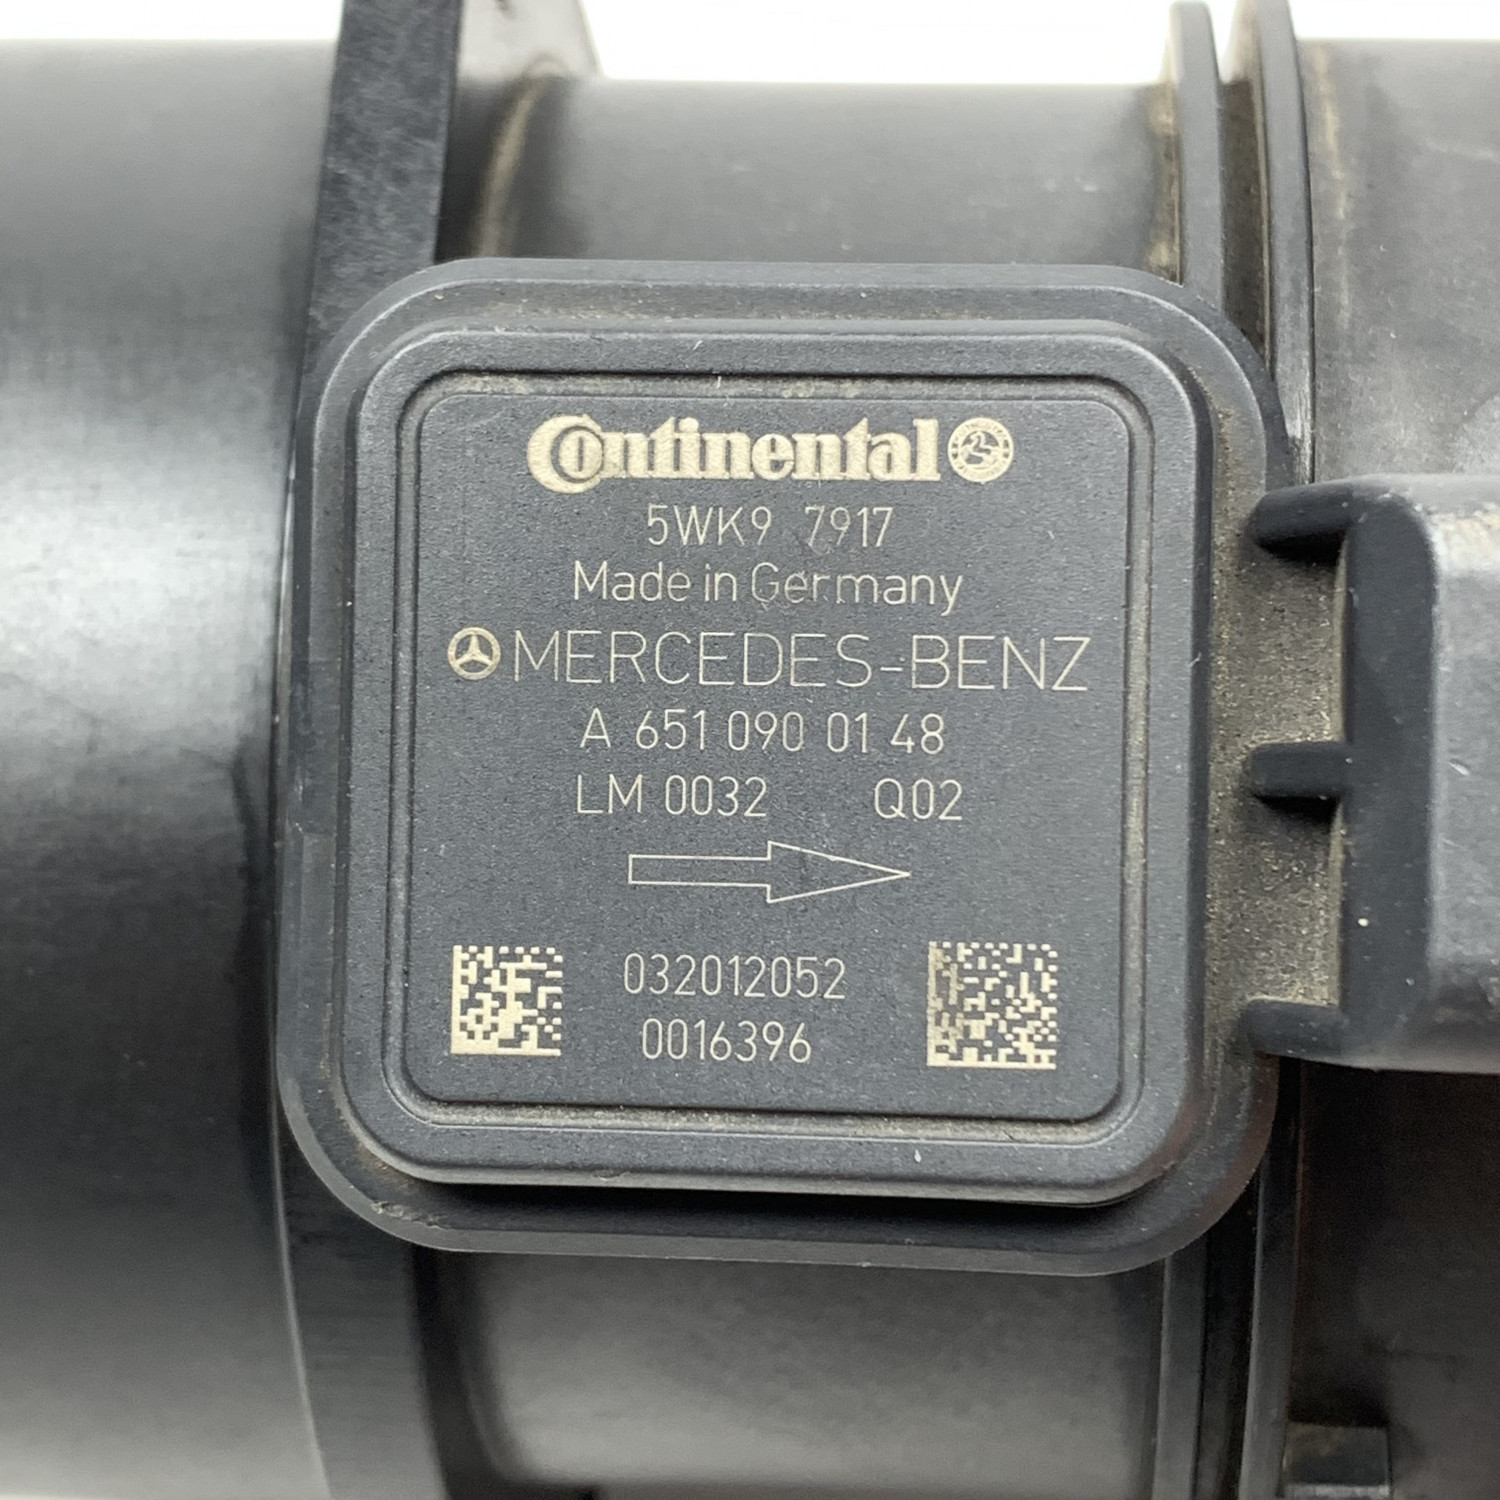 Continental
5WK9 7917
Made in Germany
MERCEDES-BENZ
A 651 090 01 48
LM 0032 Q02
032012052
0016396